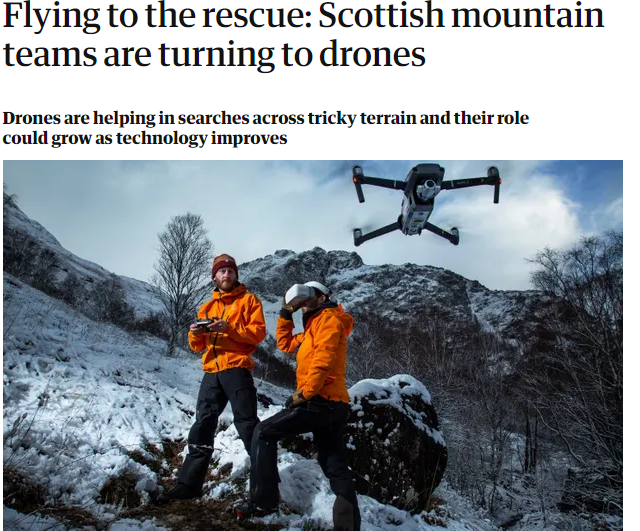 Flying to the rescue: Scottish mountain
teams are turning to drones
Drones are helping in searches across tricky terrain and their role
could grow as technology improves